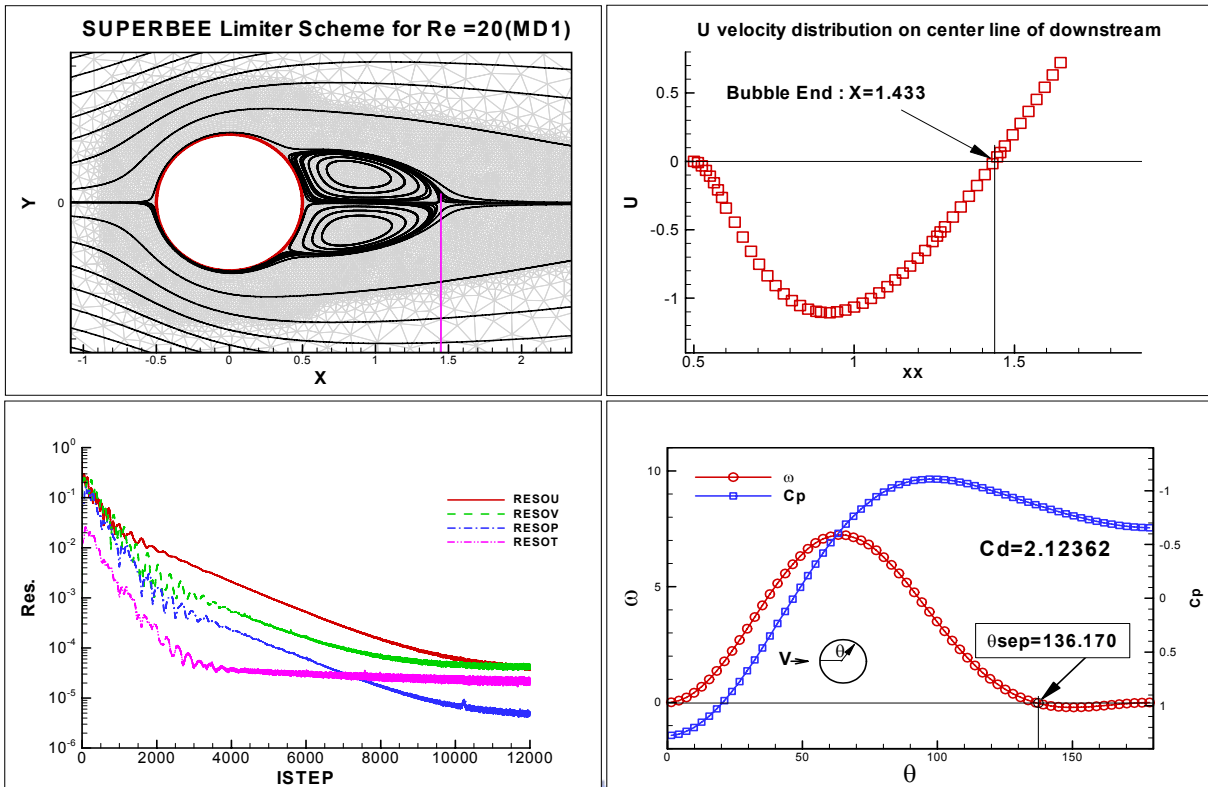 SUPERBEE Limiter Scheme for Re =20(MD1)
Y
0
-1
-0.5
0
0.5
1
1.5
2
X
U velocity distribution on center line of downstream
Bubble End : X=1.433
U
0.5
0
-0.5
-1
0.5
1
1.5
xx
Res.
10^0
10^-1
10^-2
10^-3
10^-4
10^-5
10^-6
RESOU
RESOV
RESOP
RESOT
0
2000
4000
6000
8000
10000
12000
ISTEP
ω
10
5
0
ω
Cp
Cd=2.12362
θsep=136.170
V
θ
-1
-0.5
0
0.5
1
Cp
0
50
100
150
θ